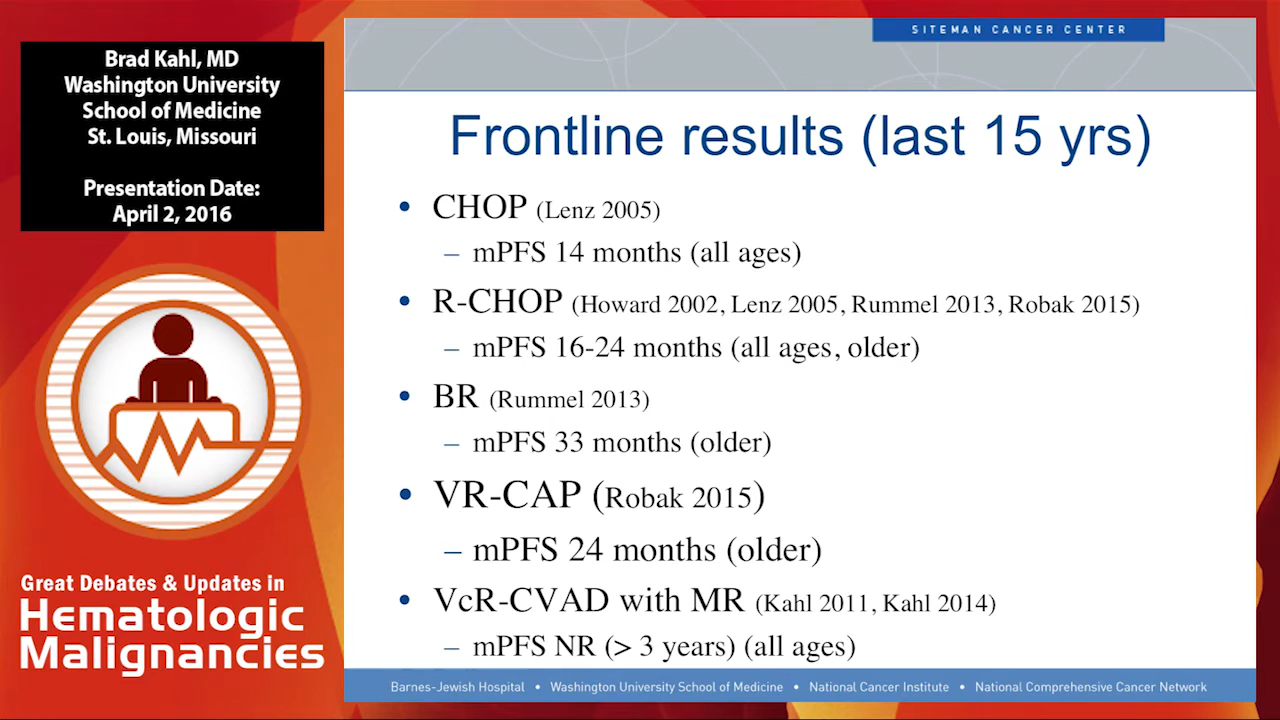 Brad Kahl, MD
Washington University
School of Medicine
St. Louis, Missouri
Presentation Date:
April 2, 2016
Great Debates & Updates in
Hematologic
Malignancies
SITEMAN CANCER CENTER
Frontline results (last 15 yrs)
• CHOP (Lenz 2005)
– mPFS 14 months (all ages)
• R-CHOP (Howard 2002, Lenz 2005, Rummel 2013, Robak 2015)
– mPFS 16-24 months (all ages, older)
• BR (Rummel 2013)
– mPFS 33 months (older)
• VR-CAP (Robak 2015)
– mPFS 24 months (older)
• VcR-CVAD with MR (Kahl 2011, Kahl 2014)
– mPFS NR (> 3 years) (all ages)
Barnes-Jewish Hospital • Washington University School of Medicine • National Cancer Institute • National Comprehensive Cancer Network